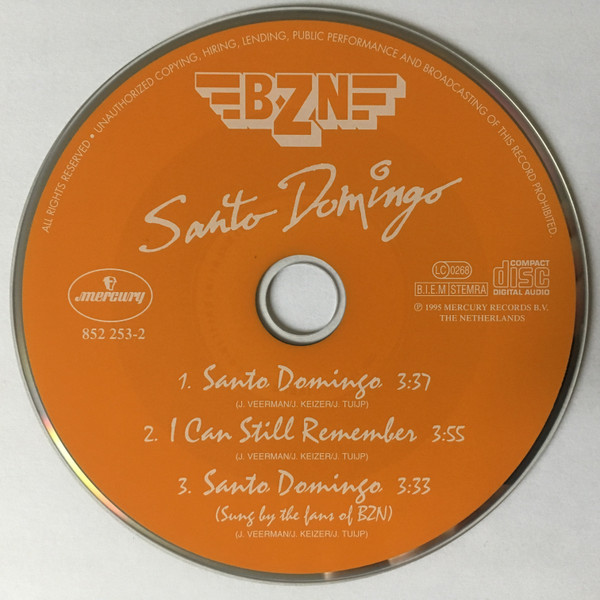 ALL RIGHTS RESERVED • UNAUTHORIZED COPYING, HIRING, LENDING, PUBLIC PERFORMANCE AND BROADCASTING OF THIS RECORD PROHIBITED.
BZN
Santo Domingo
mercury
852 253-2
LC 0268
B.I.E.M STEMRA
COMPACT
disc
DIGITAL AUDIO
℗ 1995 MERCURY RECORDS B.V.
THE NETHERLANDS
1. Santo Domingo 3:37
(J. VEERMAN/J. KEIZER/J. TUIJP)
2. I Can Still Remember 3:55
(J. VEERMAN/J. KEIZER/J. TUIJP)
3. Santo Domingo 3:33
(Sung by the fans of BZN)
(J. VEERMAN/J. KEIZER/J. TUIJP)